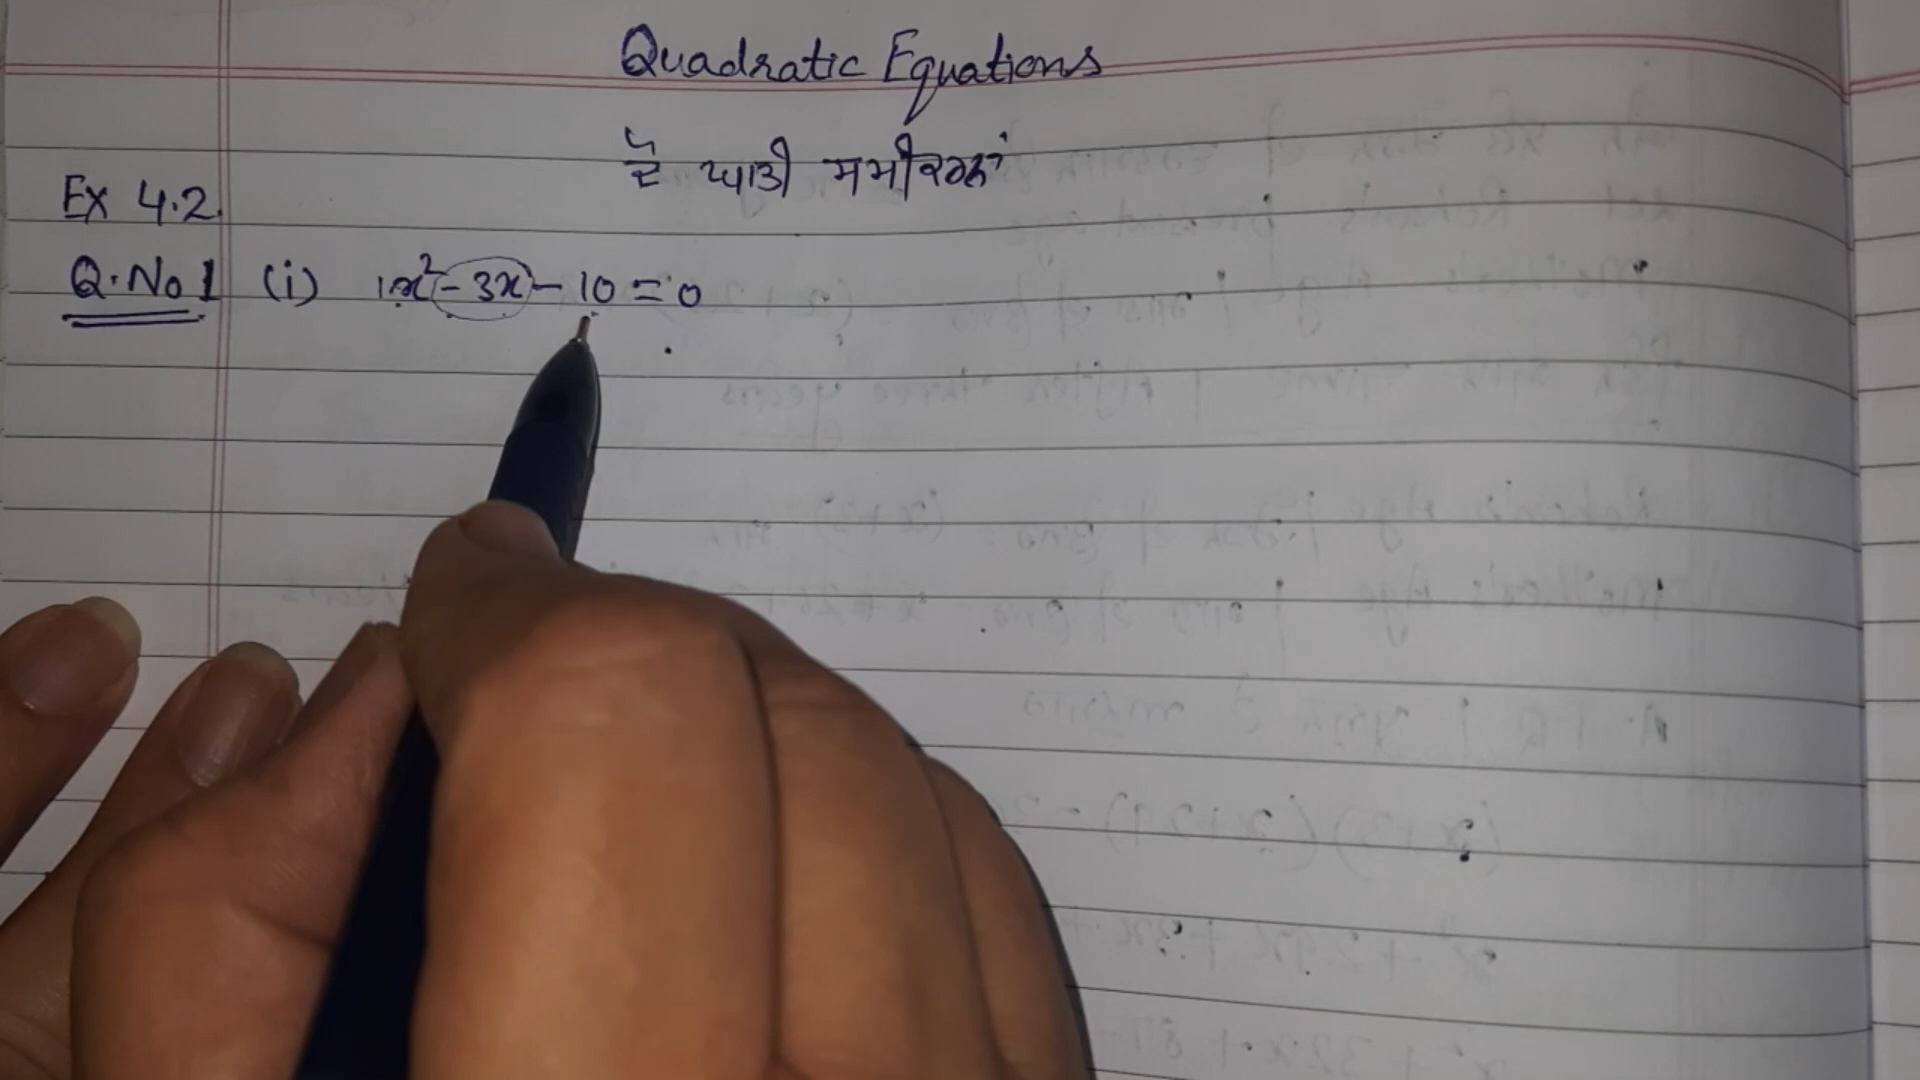 Quadratic Equations
ਦੋ ਘਾਤੀ ਸਮੀਕਰਨਾਂ
Ex 4.2
Q.No 1 (i) 1x² - 3x - 10 = 0